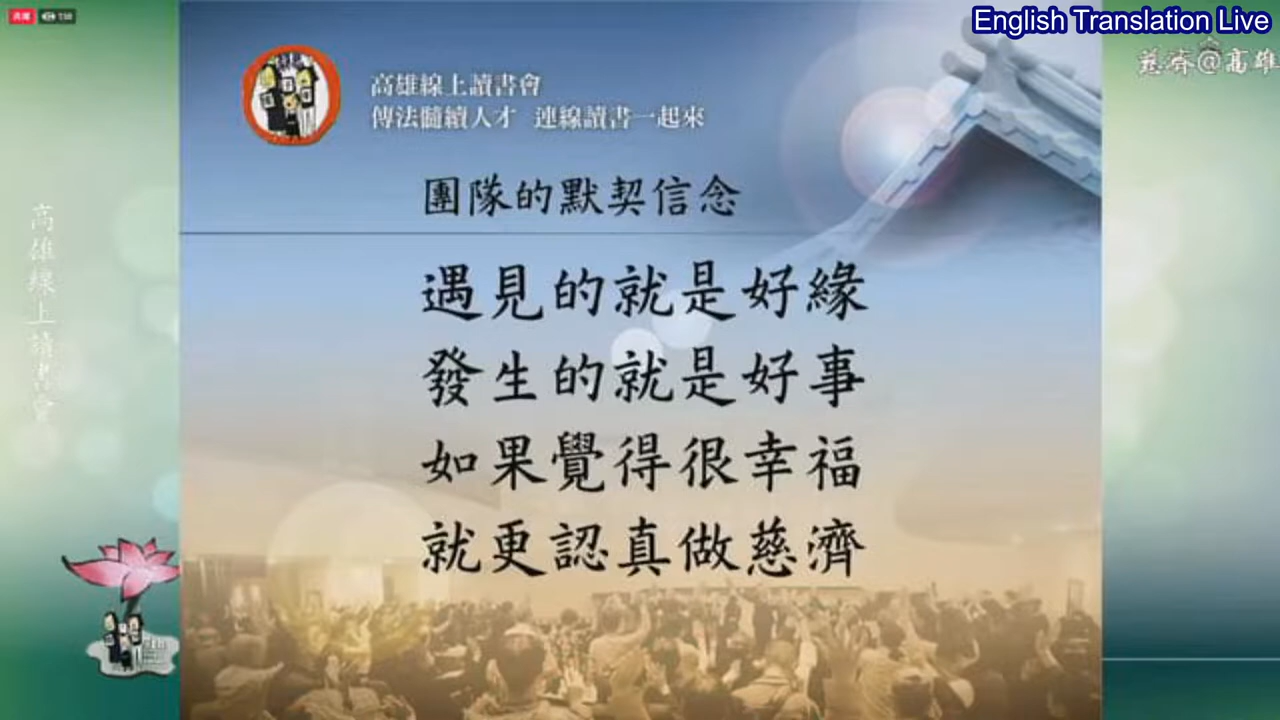 English Translation Live
慈濟@高雄
高雄線上讀書會
傳法髓續人才 連線讀書一起來
團隊的默契信念
遇見的就是好緣
發生的就是好事
如果覺得很幸福
就更認真做慈濟
高雄線上讀書會